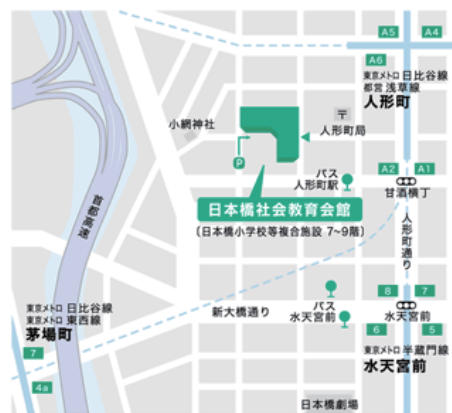 A5
A4
A6
東京メトロ 日比谷線
都営 浅草線
人形町
〒
人形町局
小網神社
P
バス
人形町駅
A2
A1
甘酒横丁
日本橋社会教育会館
(日本橋小学校等複合施設 7~9階)
首都高速
人形町通り
8
7
新大橋通り
バス
水天宮前
水天宮前
6
5
東京メトロ 日比谷線
東京メトロ 東西線
茅場町
7
4a
東京メトロ 半蔵門線
水天宮前
日本橋劇場